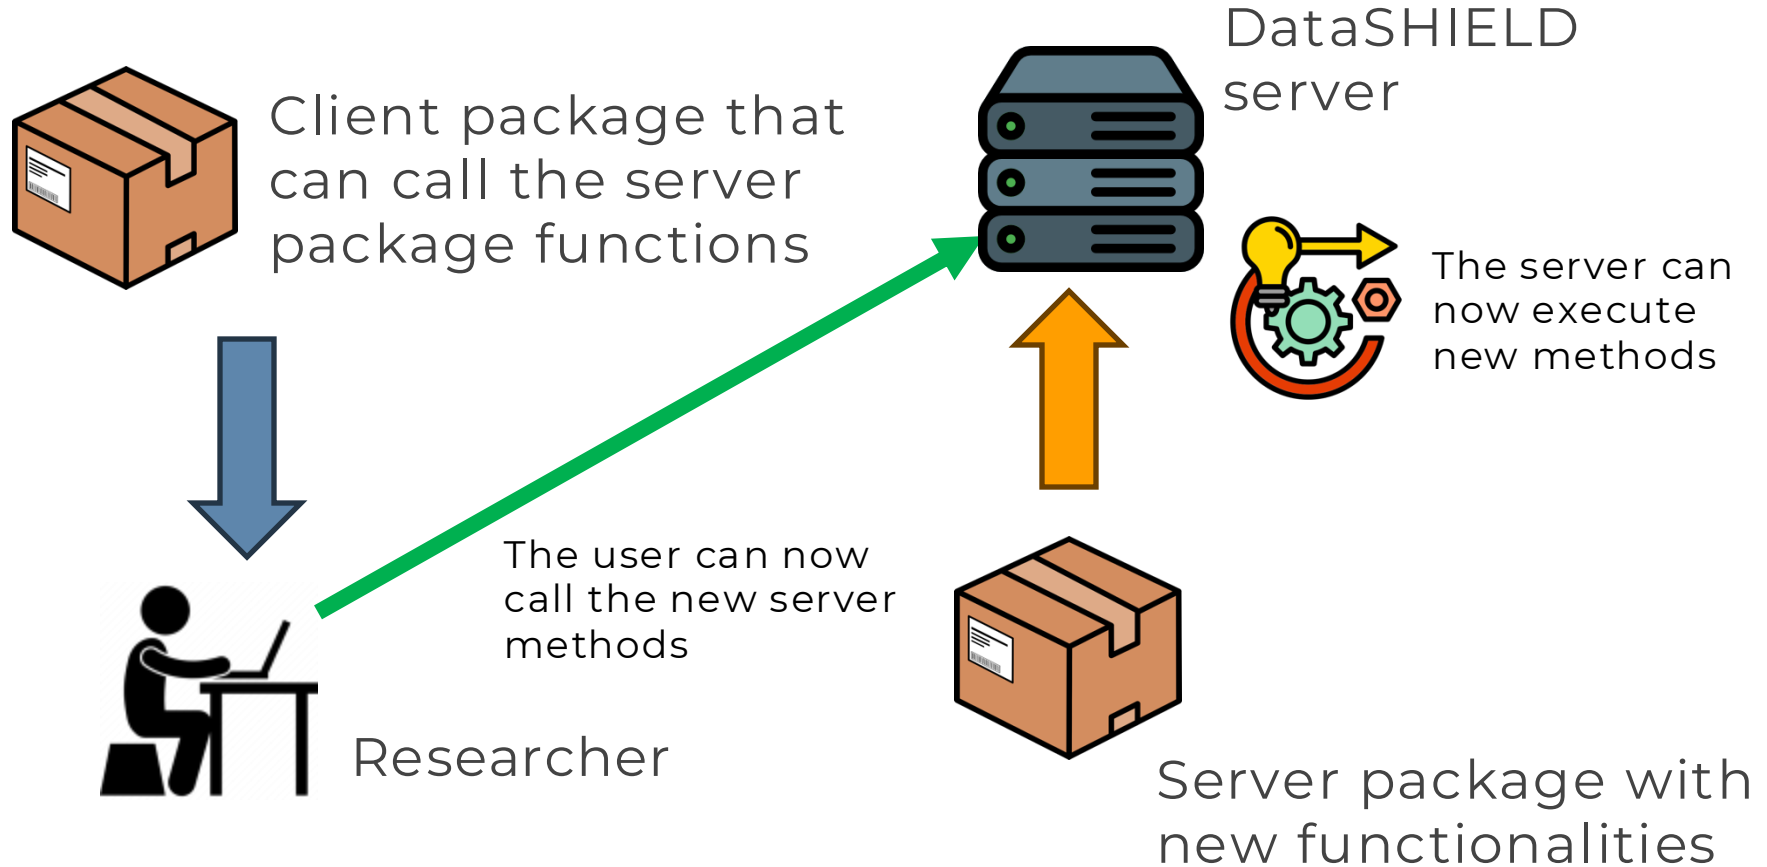 DataSHIELD
server
Client package that
can call the server
package functions
The server can
now execute
new methods
The user can now
call the new server
methods
Researcher
Server package with
new functionalities